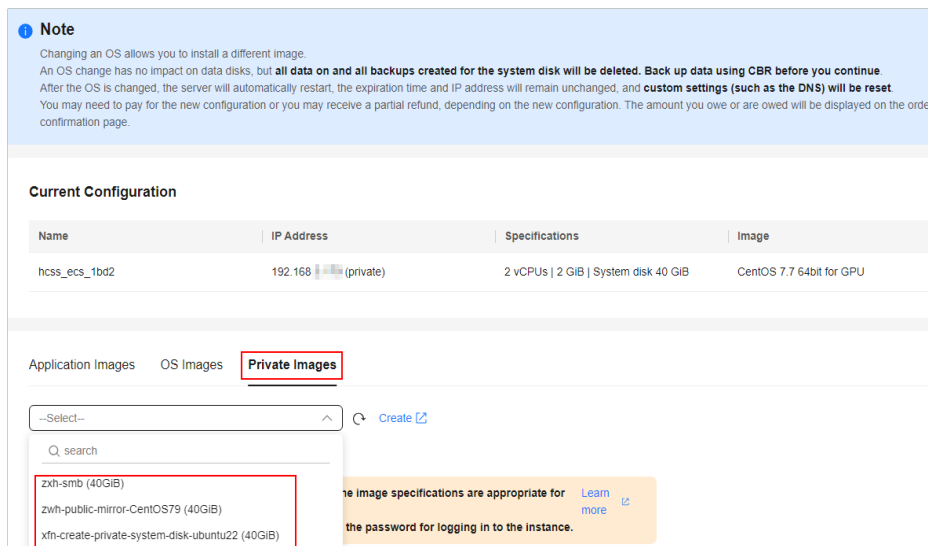 Note
Changing an OS allows you to install a different image.
An OS change has no impact on data disks, but all data on and all backups created for the system disk will be deleted. Back up data using CBR before you continue.
After the OS is changed, the server will automatically restart, the expiration time and IP address will remain unchanged, and custom settings (such as the DNS) will be reset.
You may need to pay for the new configuration or you may receive a partial refund, depending on the new configuration. The amount you owe or are owed will be displayed on the orde
confirmation page.
Current Configuration
Name IP Address Specifications Image
hcss_ecs_1bd2 192.168 (private) 2 vCPUs | 2 GiB | System disk 40 GiB CentOS 7.7 64bit for GPU
Application Images OS Images Private Images
--Select-- Create
search
zxh-smb (40GiB)
zwh-public-mirror-CentOS79 (40GiB)
xfn-create-private-system-disk-ubuntu22 (40GiB)
ne image specifications are appropriate for Learn
more
the password for logging in to the instance.